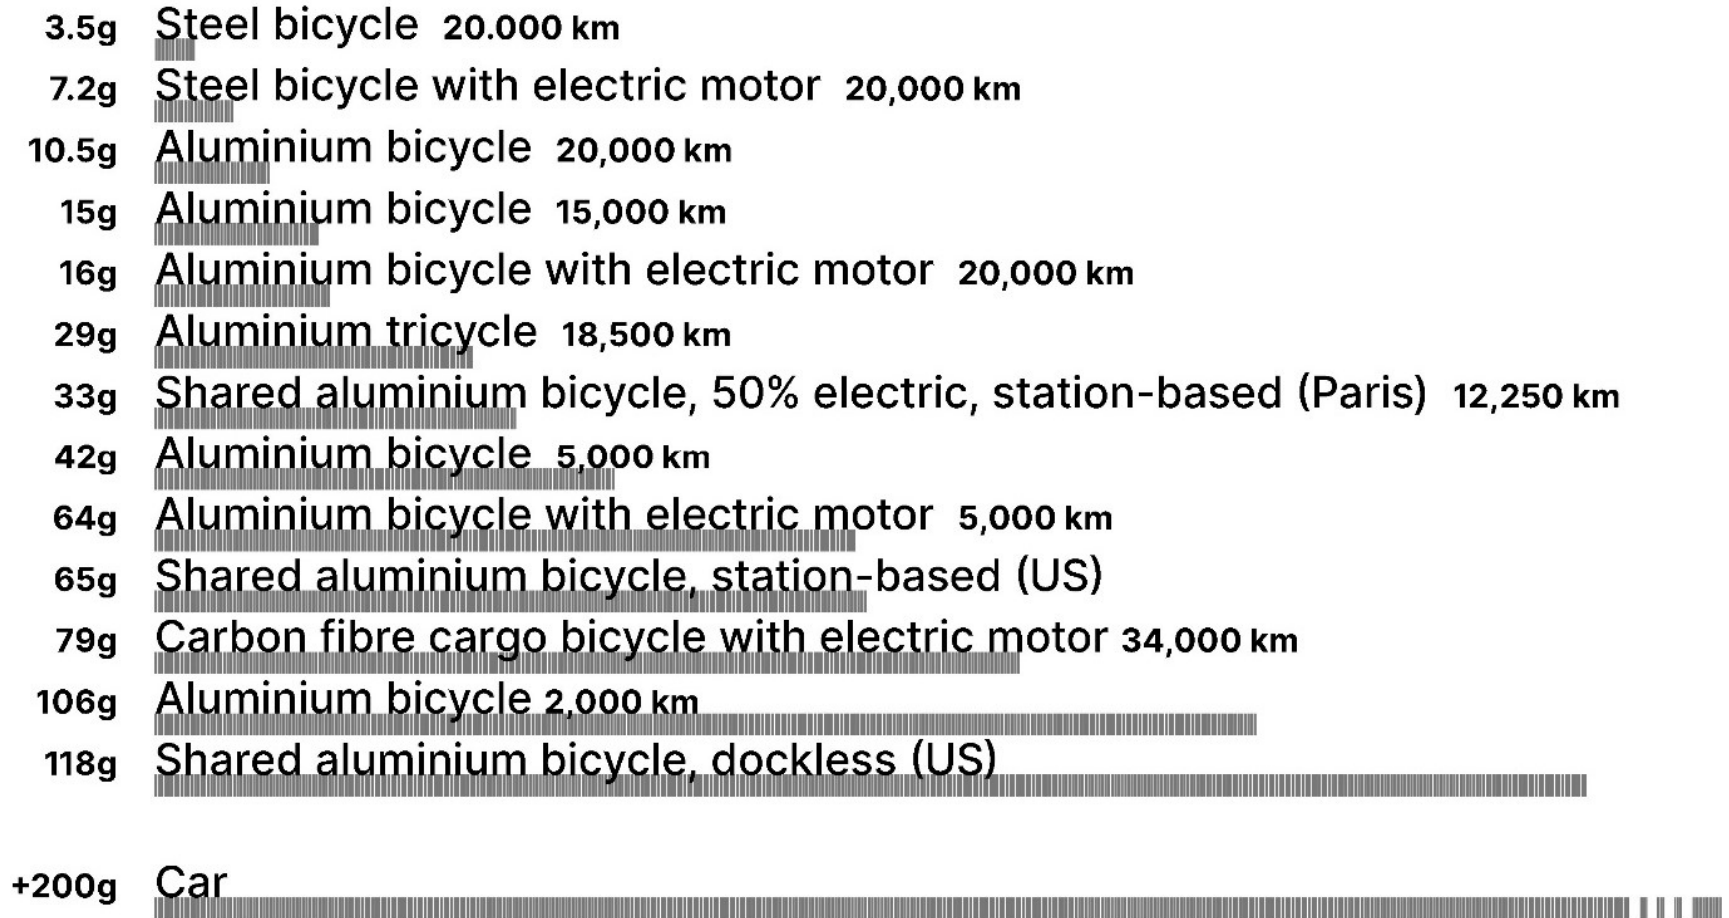 3.5g Steel bicycle 20.000 km
7.2g Steel bicycle with electric motor 20,000 km
10.5g Aluminium bicycle 20,000 km
15g Aluminium bicycle 15,000 km
16g Aluminium bicycle with electric motor 20,000 km
29g Aluminium tricycle 18,500 km
33g Shared aluminium bicycle, 50% electric, station-based (Paris) 12,250 km
42g Aluminium bicycle 5,000 km
64g Aluminium bicycle with electric motor 5,000 km
65g Shared aluminium bicycle, station-based (US)
79g Carbon fibre cargo bicycle with electric motor 34,000 km
106g Aluminium bicycle 2,000 km
118g Shared aluminium bicycle, dockless (US)
+200g Car